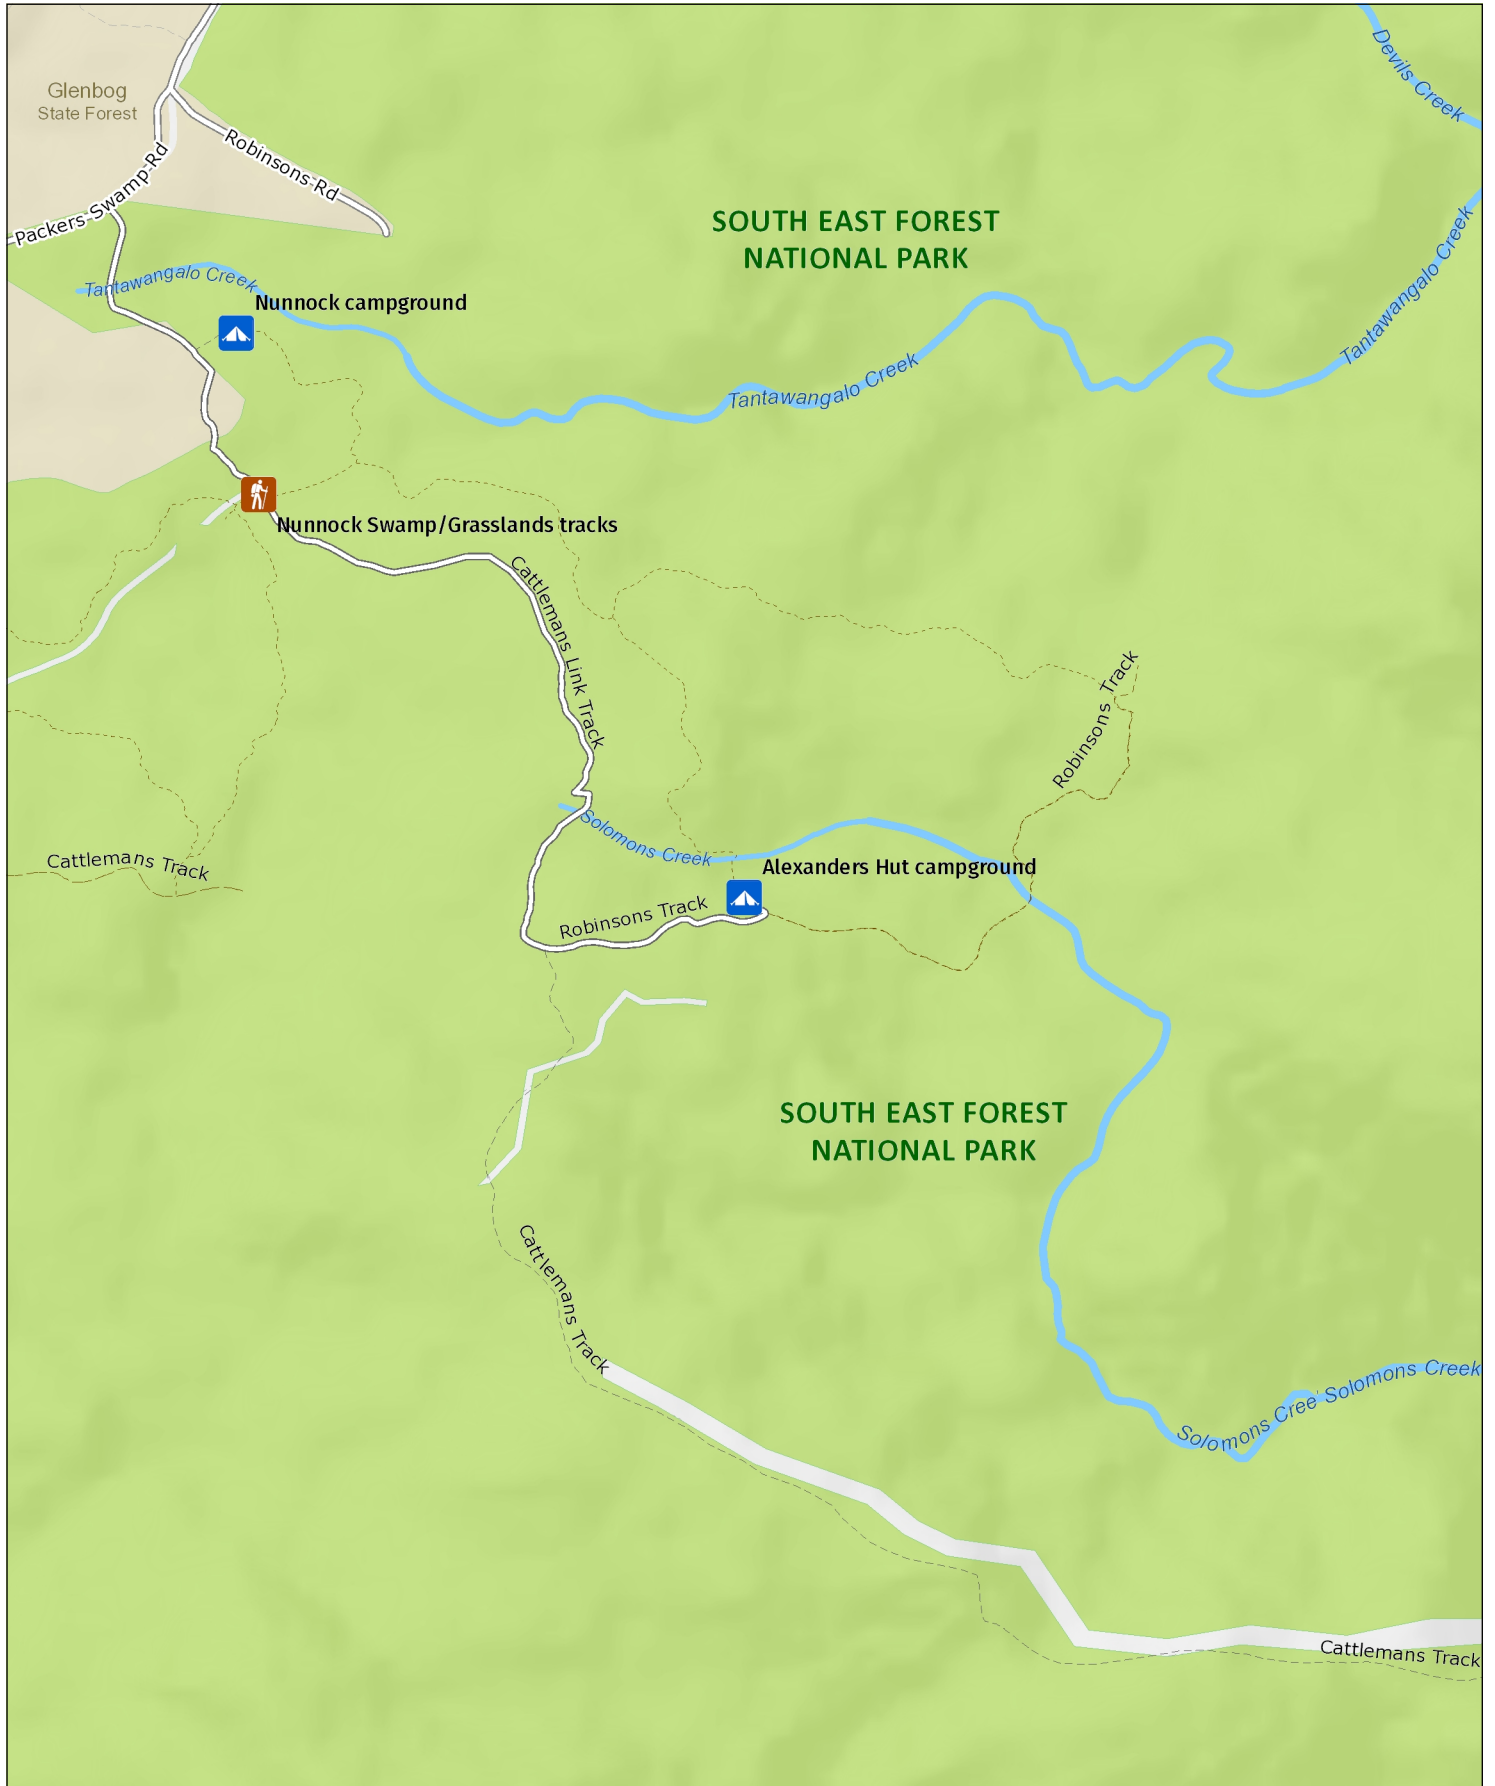 Devils Creek
Glenbog
State Forest
Robinsons Rd
Packers Swamp Rd
SOUTH EAST FOREST
NATIONAL PARK
Tantawangalo Creek
Tantawangalo Creek
Nunnock campground
Tantawangalo Creek
Nunnock Swamp/Grasslands tracks
Cattlemans Link Track
Robinsons Track
Solomons Creek
Cattlemans Track
Alexanders Hut campground
Robinsons Track
SOUTH EAST FOREST
NATIONAL PARK
Cattlemans Track
Solomons Cree
Solomons Creek
Cattlemans Track